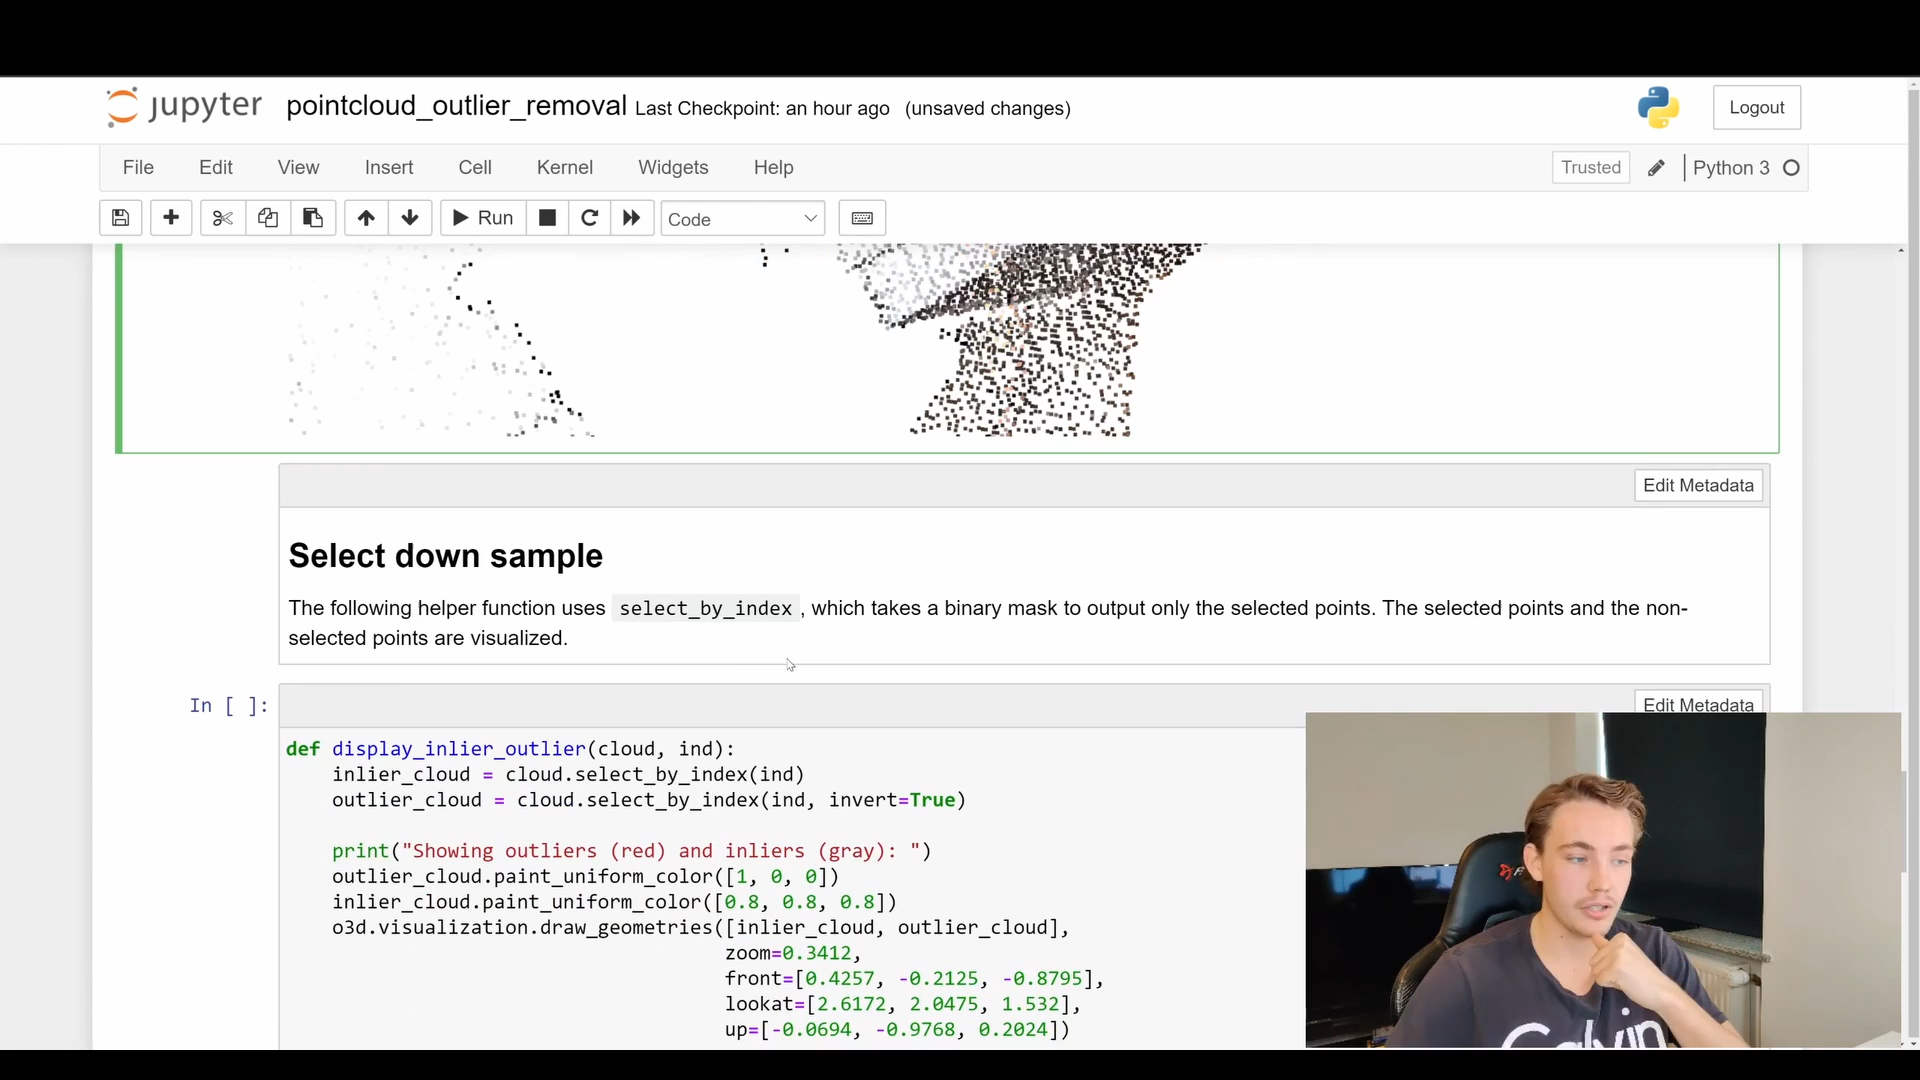 jupyter pointcloud_outlier_removal Last Checkpoint: an hour ago (unsaved changes)
Logout
File Edit View Insert Cell Kernel Widgets Help Trusted Python 3
Run Code
Edit Metadata
Select down sample
The following helper function uses select_by_index , which takes a binary mask to output only the selected points. The selected points and the non-
selected points are visualized.
In [ ]:
Edit Metadata
def display_inlier_outlier(cloud, ind):
    inlier_cloud = cloud.select_by_index(ind)
    outlier_cloud = cloud.select_by_index(ind, invert=True)
    print("Showing outliers (red) and inliers (gray): ")
    outlier_cloud.paint_uniform_color([1, 0, 0])
    inlier_cloud.paint_uniform_color([0.8, 0.8, 0.8])
    o3d.visualization.draw_geometries([inlier_cloud, outlier_cloud],
                                      zoom=0.3412,
                                      front=[0.4257, -0.2125, -0.8795],
                                      lookat=[2.6172, 2.0475, 1.532],
                                      up=[-0.0694, -0.9768, 0.2024])
Calvin